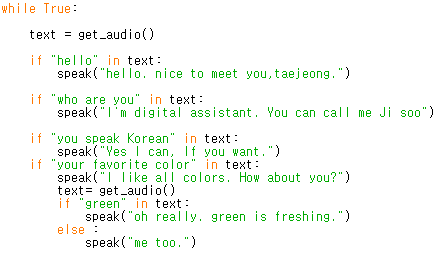 while True:
    text = get_audio()
    if "hello" in text:
        speak("hello. nice to meet you,taejeong.")
    if "who are you" in text:
        speak("I'm digital assistant. You can call me Ji soo")
    if "you speak Korean" in text:
        speak("Yes I can, If you want.")
    if "your favorite color" in text:
        speak("I like all colors. How about you?")
        text= get_audio()
        if "green" in text:
            speak("oh really. green is freshing.")
        else :
            speak("me too.")